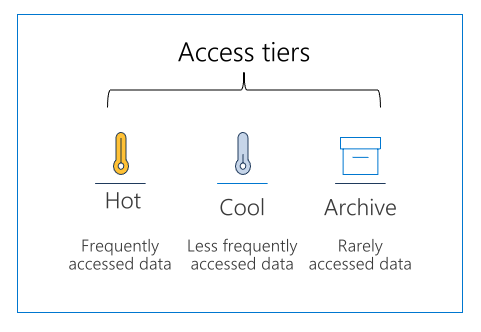 Access tiers
Hot
Cool
Archive
Frequently
accessed data
Less frequently
accessed data
Rarely
accessed data